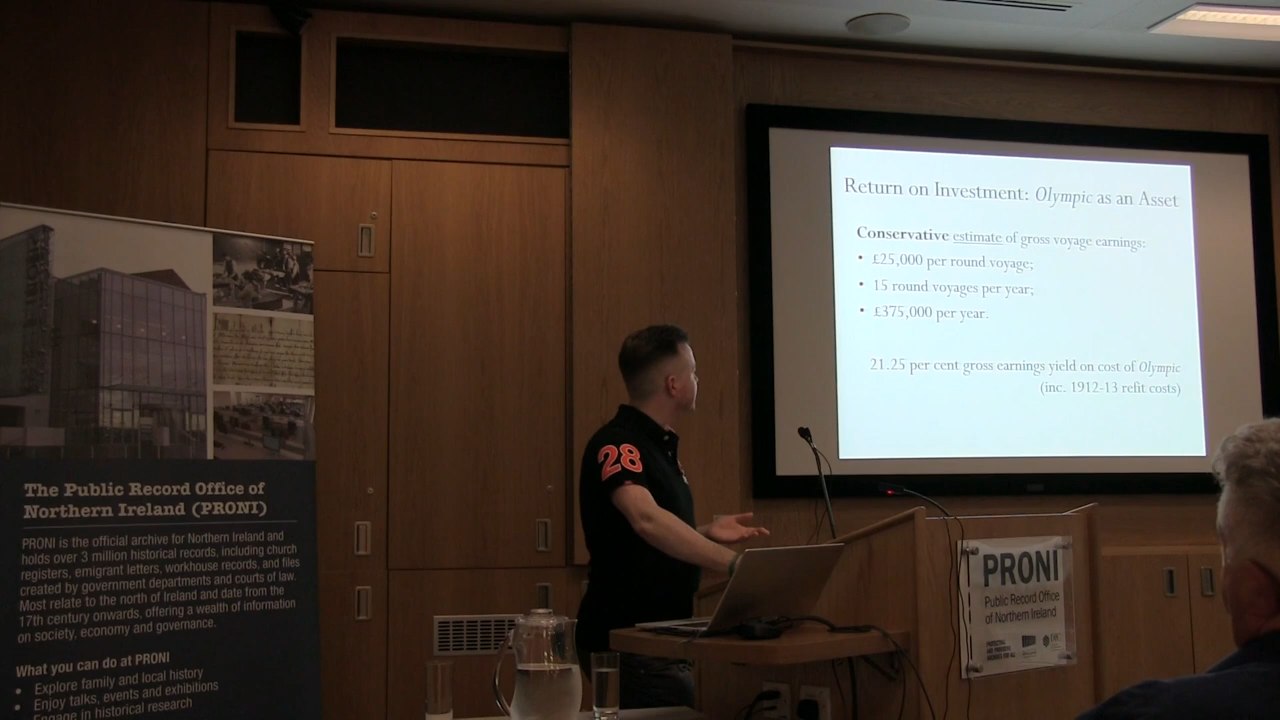 The Public Record Office of
Northern Ireland (PRONI)
PRONI is the official archive for Northern Ireland and
holds over 3 million historical records, including church
registers, emigrant letters, workhouse records, and files
created by government departments and courts of law.
Most relate to the north of Ireland and date from the
17th century onwards, offering a wealth of information
on society, economy and governance.
What you can do at PRONI
• Explore family and local history
• Enjoy talks, events and exhibitions
• Engage in historical research
28
Return on Investment: Olympic as an Asset
Conservative estimate of gross voyage earnings:
• £25,000 per round voyage;
• 15 round voyages per year;
• £375,000 per year.
21.25 per cent gross earnings yield on cost of Olympic
(inc. 1912-13 refit costs)
PRONI
Public Record Office
of Northern Ireland